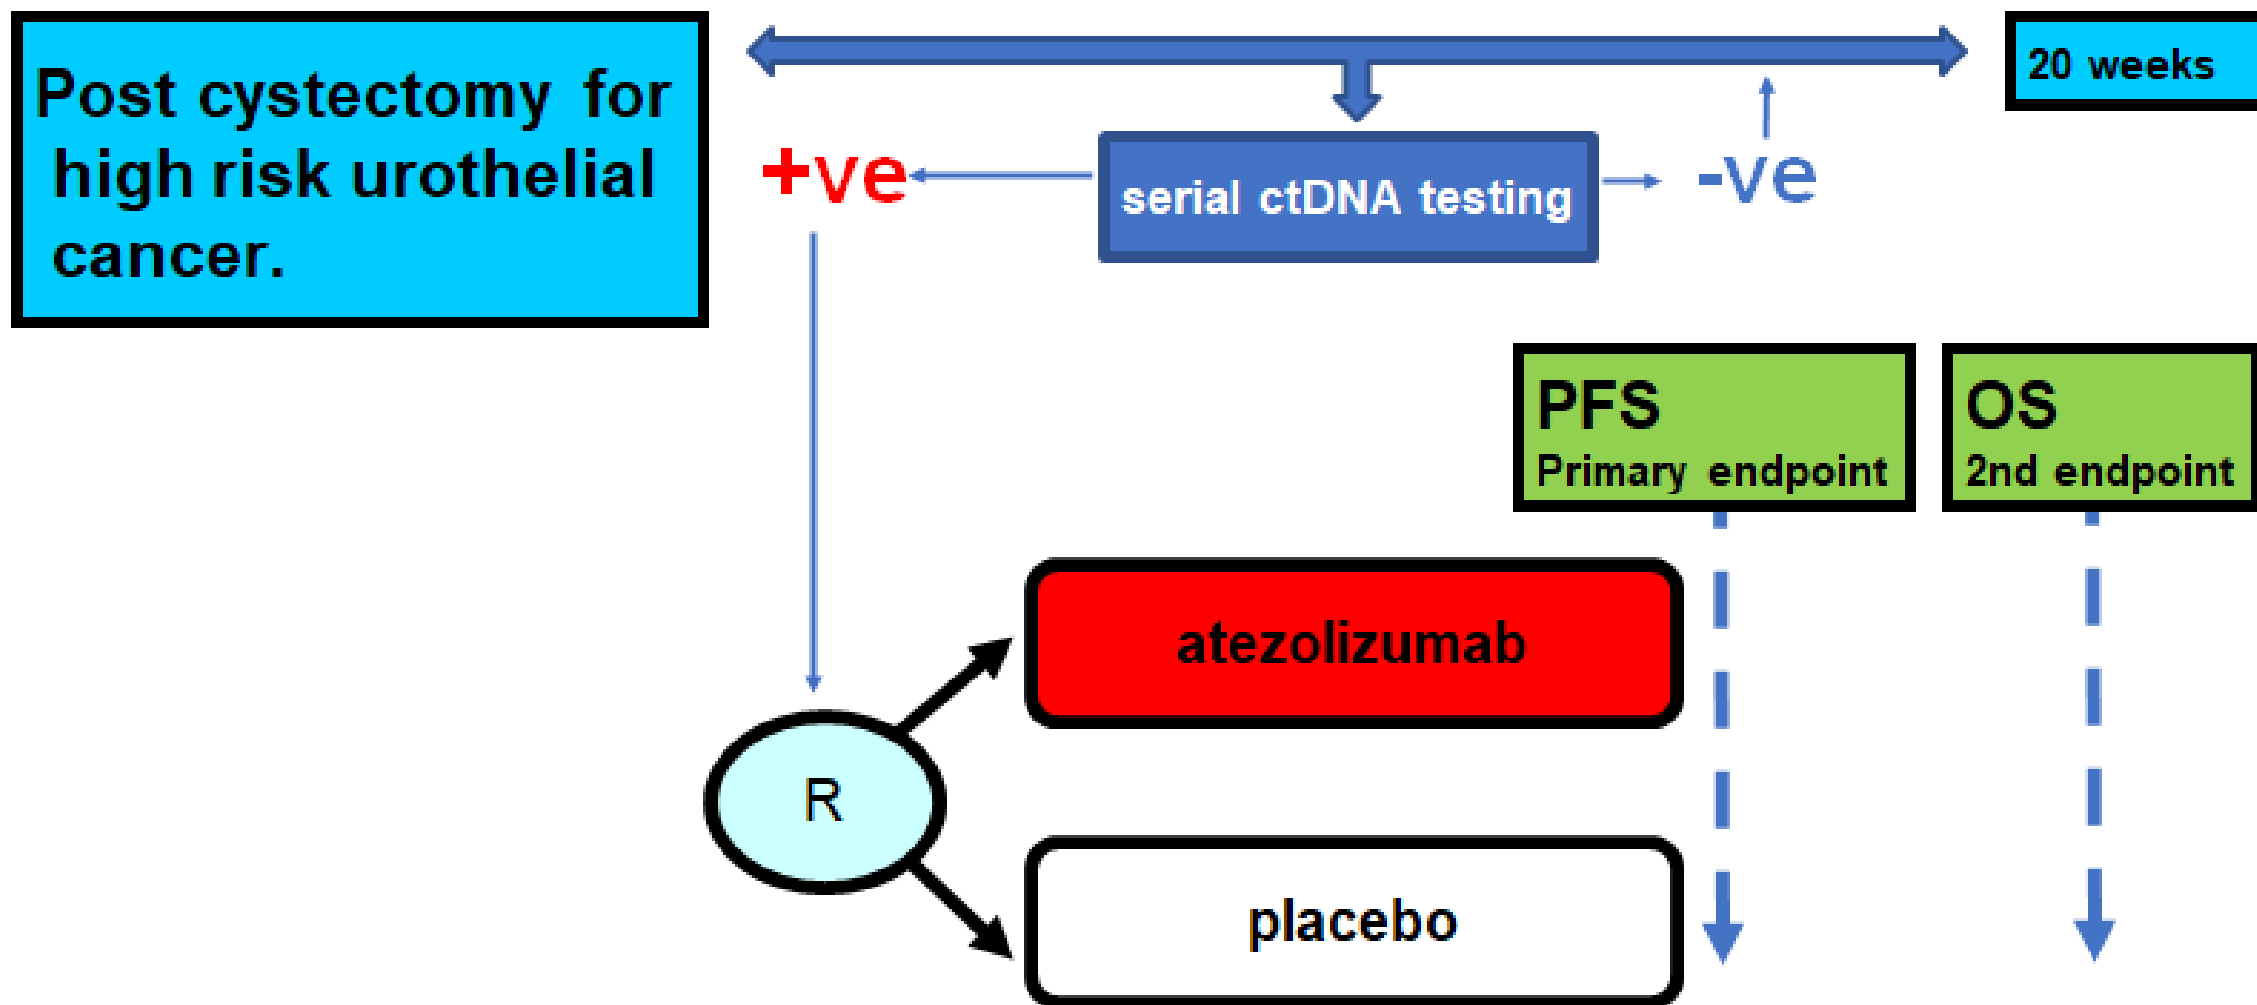 Post cystectomy for
high risk urothelial
cancer.
20 weeks
+ve
serial ctDNA testing
-ve
PFS
Primary endpoint
OS
2nd endpoint
atezolizumab
R
placebo